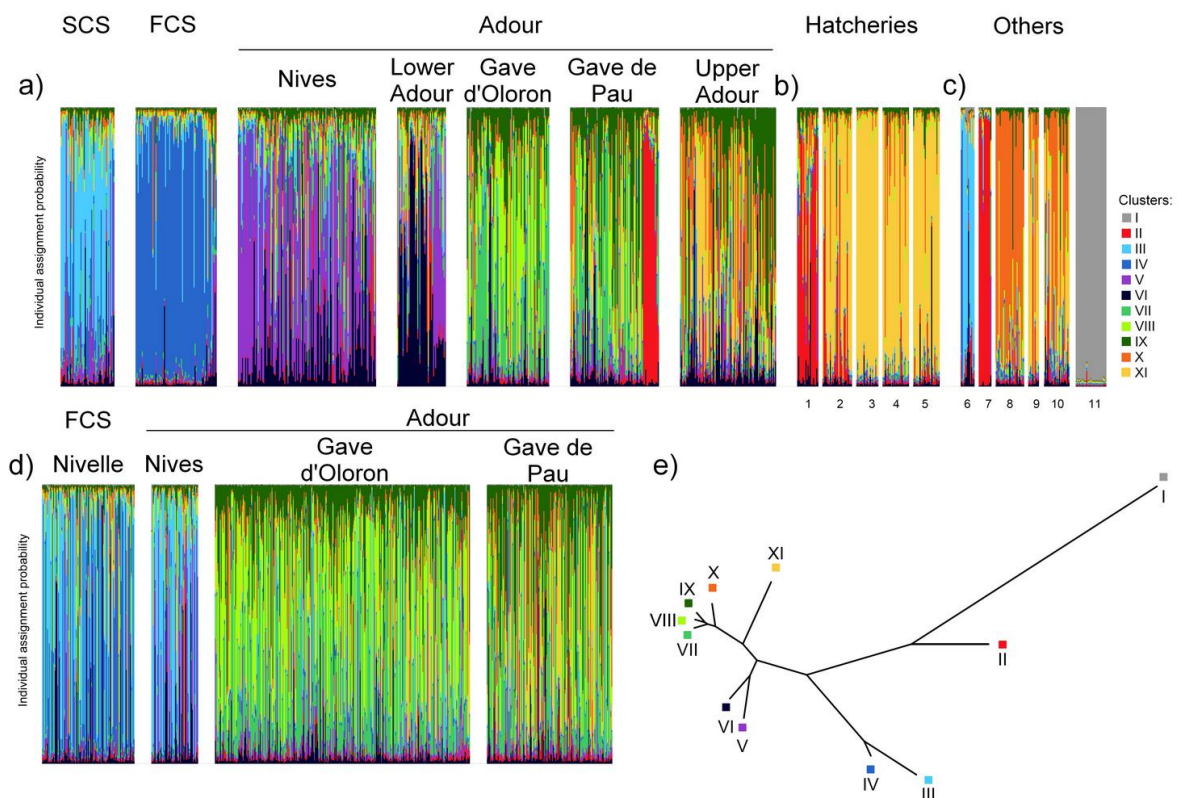 SCS FCS Adour Hatcheries Others
a) Nives Lower Adour Gave d'Oloron Gave de Pau Upper Adour b) c)
Individual assignment probability
Clusters:
I
II
III
IV
V
VI
VII
VIII
IX
X
XI
1 2 3 4 5 6 7 8 9 10 11
FCS Adour
d) Nivelle Nives Gave d'Oloron Gave de Pau e)
Individual assignment probability
I
XI
X
IX
VIII
VII
II
VI
V
IV
III